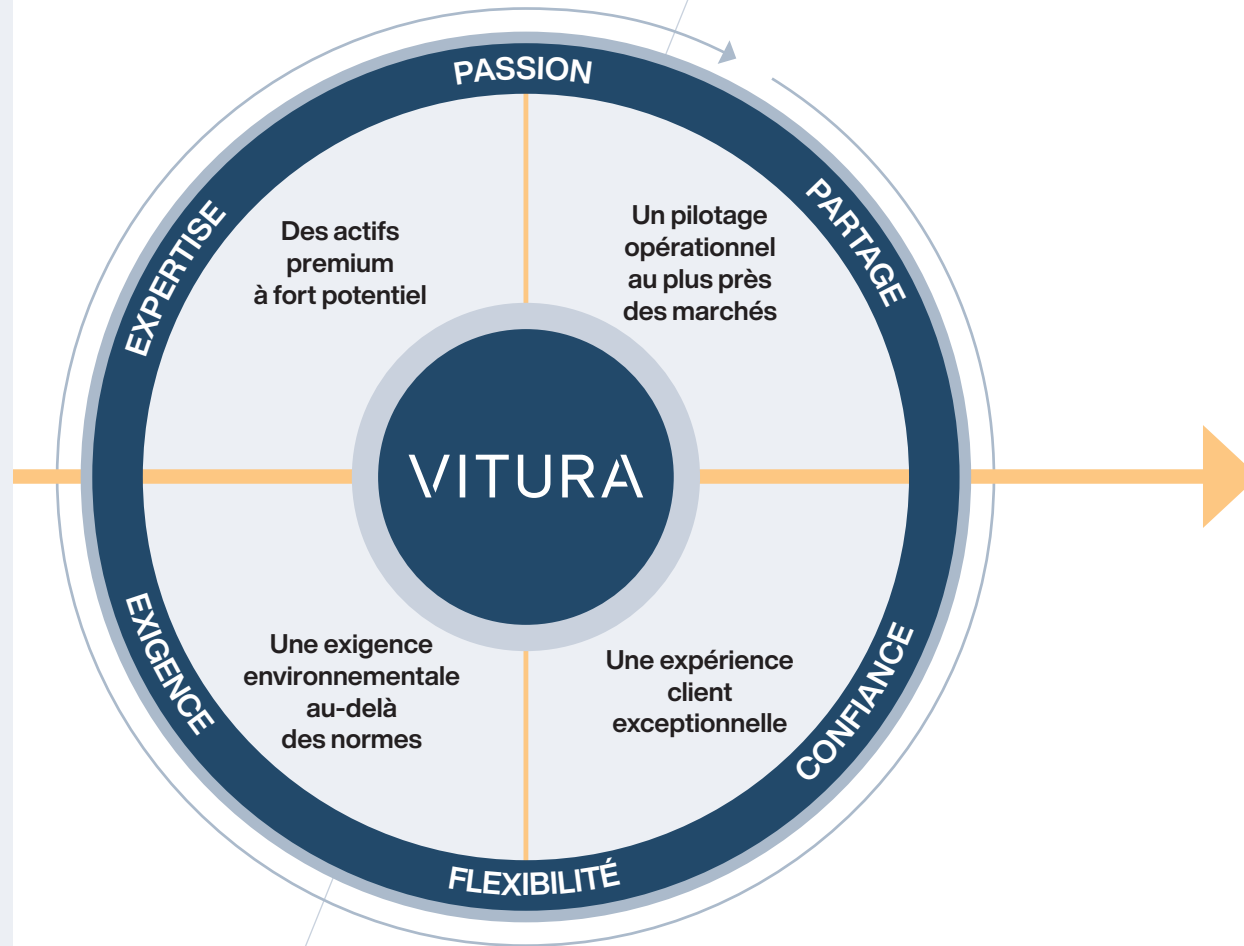 PASSION
PARTAGE
EXPERTISE
Des actifs
premium
à fort potentiel
Un pilotage
opérationnel
au plus près
des marchés
VITURA
Une exigence
environnementale
au-delà
des normes
Une expérience
client
exceptionnelle
EXIGENCE
CONFIANCE
FLEXIBILITÉ